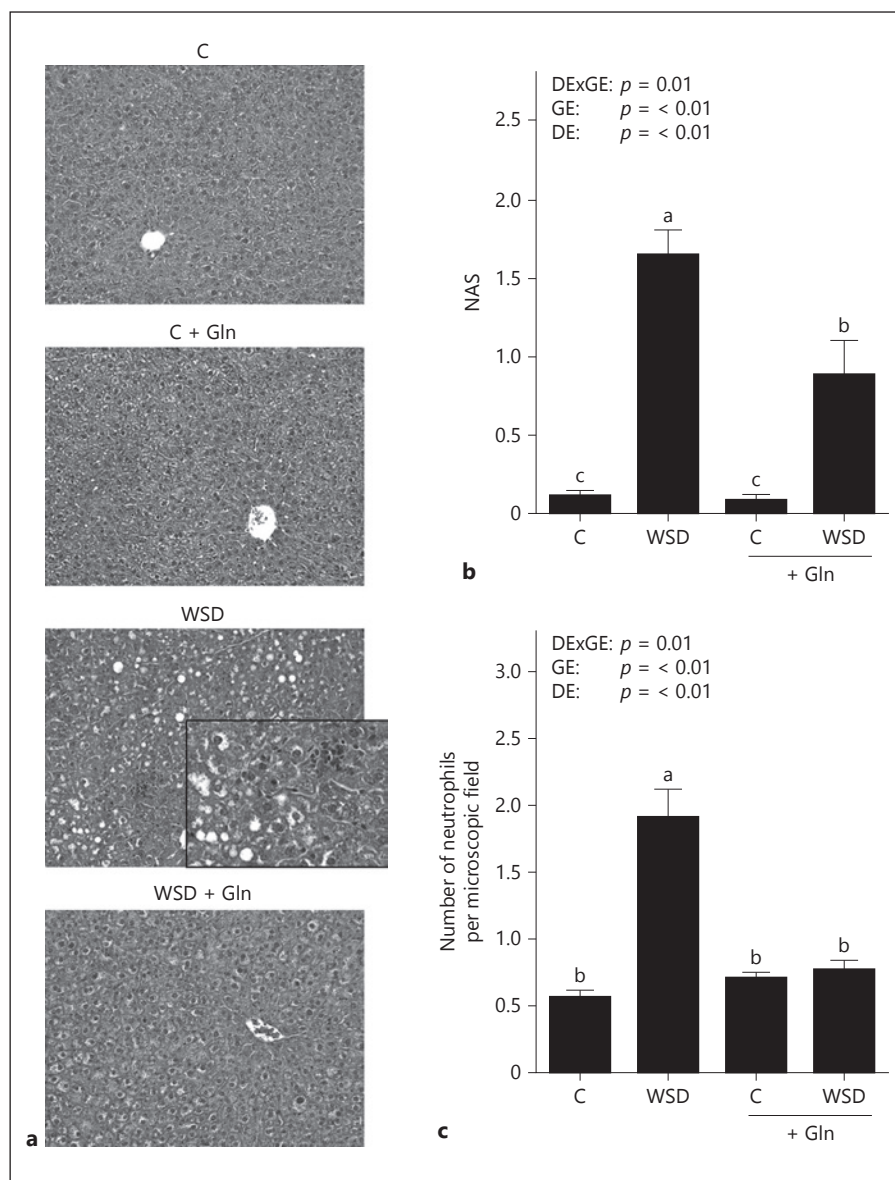 C
C + Gln
WSD
WSD + Gln
a
DExGE: p = 0.01
GE: p = < 0.01
DE: p = < 0.01
2.5
2.0
1.5
1.0
0.5
0
NAS
a
b
c
c
C
WSD
C
WSD
+ Gln
b
DExGE: p = 0.01
GE: p = < 0.01
DE: p = < 0.01
3.0
2.5
2.0
1.5
1.0
0.5
0
Number of neutrophils
per microscopic field
a
b
b
b
C
WSD
C
WSD
+ Gln
c